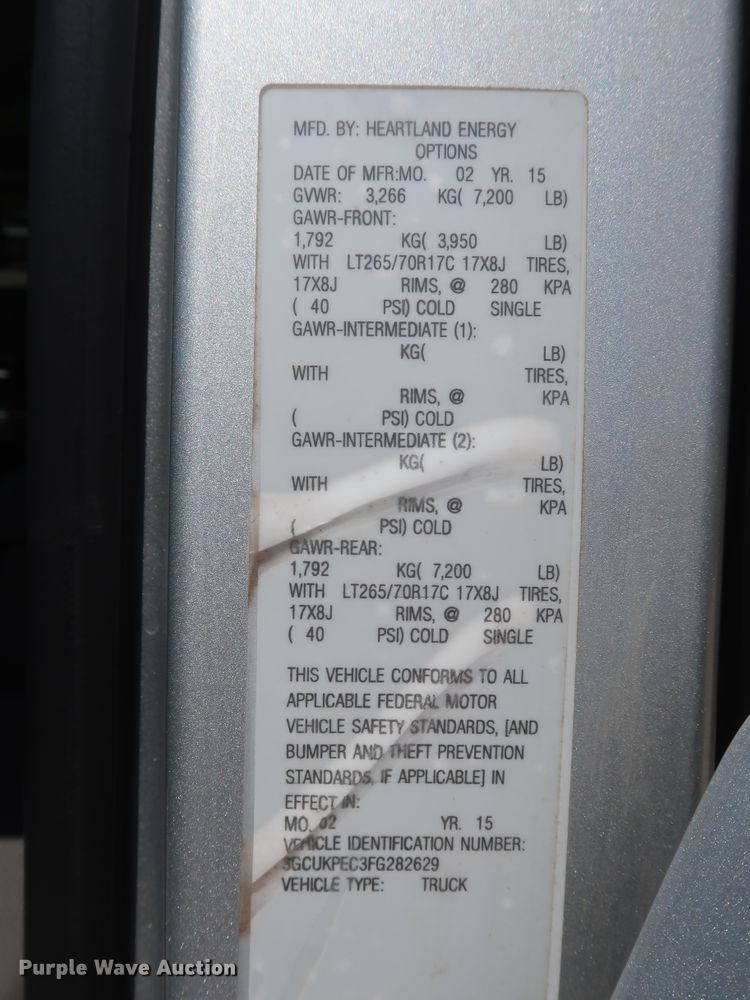 MFD. BY: HEARTLAND ENERGY
OPTIONS
DATE OF MFR:MO. 02 YR. 15
GVWR: 3,266 KG( 7,200 LB)
GAWR-FRONT:
1,792 KG( 3,950 LB)
WITH LT265/70R17C 17X8J TIRES,
17X8J RIMS, @ 280 KPA
( 40 PSI) COLD SINGLE
GAWR-INTERMEDIATE (1):
KG( LB)
WITH TIRES,
RIMS, @ KPA
( PSI) COLD
GAWR-INTERMEDIATE (2):
KG( LB)
WITH TIRES,
RIMS, @ KPA
( PSI) COLD
GAWR-REAR:
1,792 KG( 7,200 LB)
WITH LT265/70R17C 17X8J TIRES,
17X8J RIMS, @ 280 KPA
( 40 PSI) COLD SINGLE
THIS VEHICLE CONFORMS TO ALL
APPLICABLE FEDERAL MOTOR
VEHICLE SAFETY STANDARDS, [AND
BUMPER AND THEFT PREVENTION
STANDARDS, IF APPLICABLE] IN
EFFECT IN:
MO. 02 YR. 15
VEHICLE IDENTIFICATION NUMBER:
3GCUKPEC3FG282629
VEHICLE TYPE: TRUCK
Purple Wave Auction